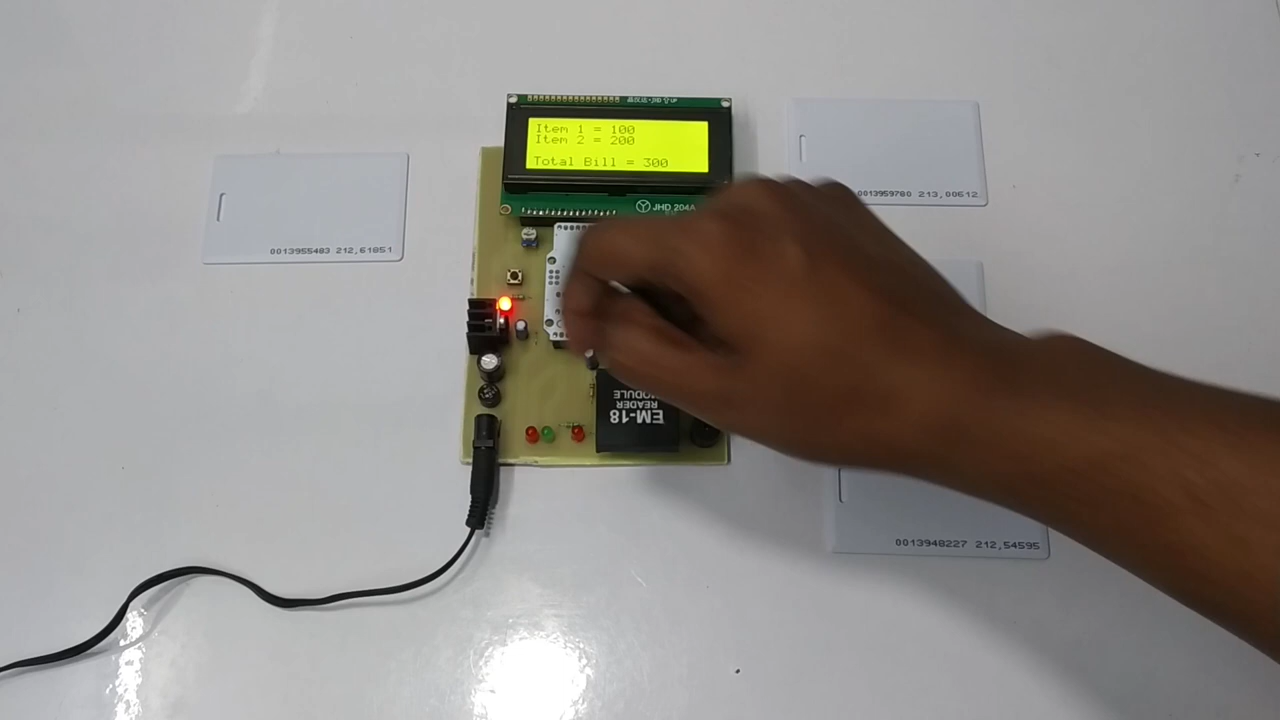 Item 1 = 100
Item 2 = 200
Total Bill = 300
JHD 204A
0013955483 212,61851
0013959780 213,00612
EM-18
READER
MODULE
0013948227 212,54595